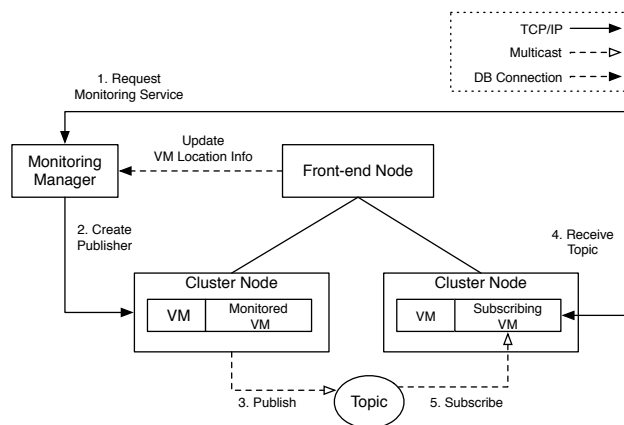 TCP/IP
Multicast
DB Connection
1. Request
Monitoring Service
Update
VM Location Info
Monitoring
Manager
Front-end Node
2. Create
Publisher
4. Receive
Topic
Cluster Node
VM
Monitored
VM
Cluster Node
VM
Subscribing
VM
3. Publish
Topic
5. Subscribe